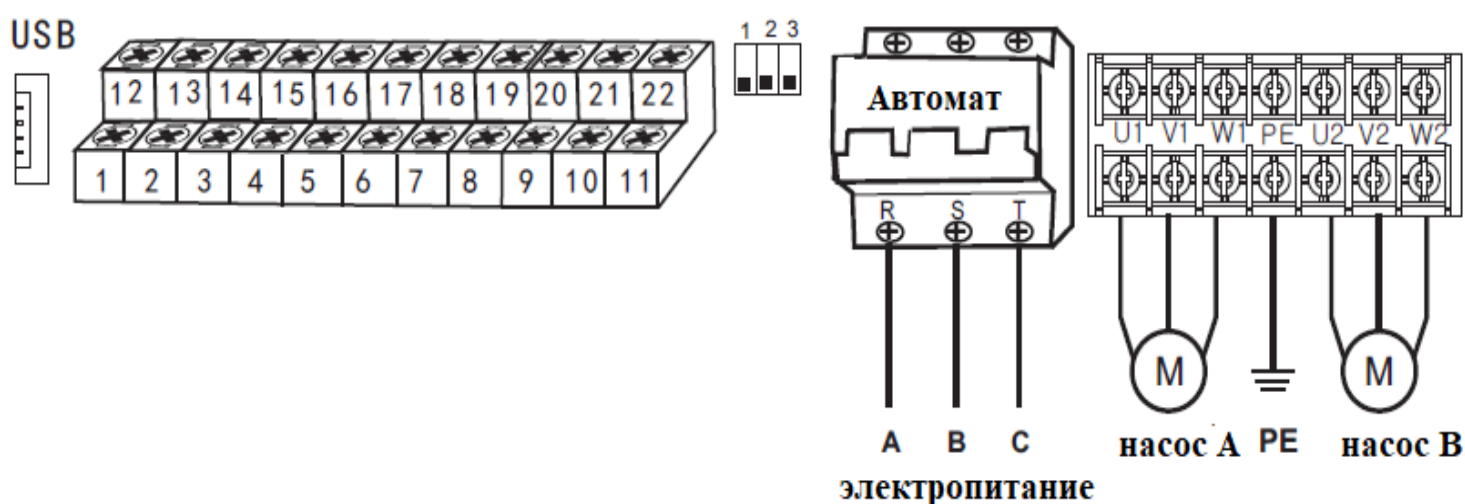 USB
12 13 14 15 16 17 18 19 20 21 22
1 2 3 4 5 6 7 8 9 10 11
1 2 3
Автомат
R S T
A B C
электропитание
U1 V1 W1 PE U2 V2 W2
M M
насос А PE насос В